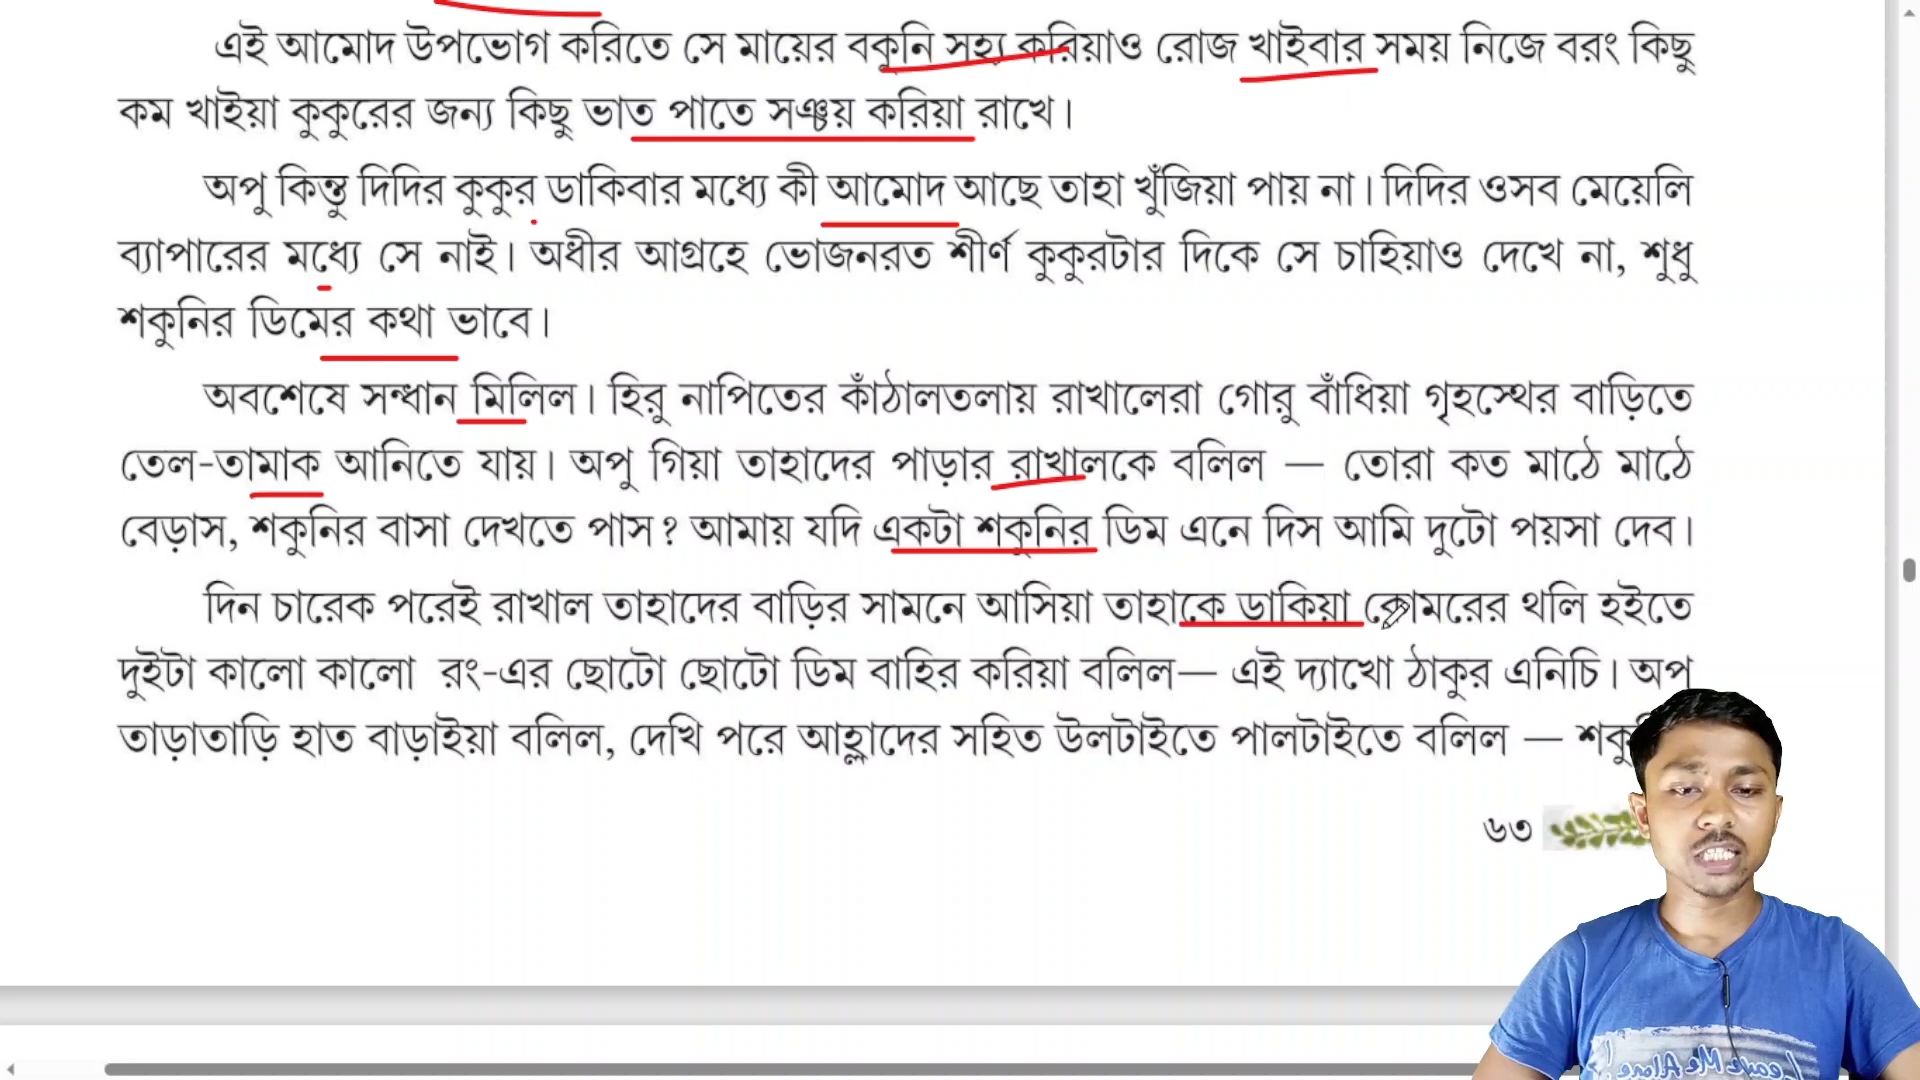 এই আমোদ উপভোগ করিতে সে মায়ের বকুনি সহ্য করিয়াও রোজ খাইবার সময় নিজে বরং কিছু
কম খাইয়া কুকুরের জন্য কিছু ভাত পাতে সঞ্চয় করিয়া রাখে।
অপু কিন্তু দিদির কুকুর ডাকিবার মধ্যে কী আমোদ আছে তাহা খুঁজিয়া পায় না। দিদির ওসব মেয়েলি
ব্যাপারের মধ্যে সে নাই। অধীর আগ্রহে ভোজনরত শীর্ণ কুকুরটার দিকে সে চাহিয়াও দেখে না, শুধু
শকুনির ডিমের কথা ভাবে।
অবশেষে সন্ধান মিলিল। হিরু নাপিতের কাঁঠালতলায় রাখালেরা গোরু বাঁধিয়া গৃহস্থের বাড়িতে
তেল-তামাক আনিতে যায়। অপু গিয়া তাহাদের পাড়ার রাখালকে বলিল — তোরা কত মাঠে মাঠে
বেড়াস, শকুনির বাসা দেখতে পাস? আমায় যদি একটা শকুনির ডিম এনে দিস আমি দুটো পয়সা দেব।
দিন চারেক পরেই রাখাল তাহাদের বাড়ির সামনে আসিয়া তাহাকে ডাকিয়া কোমরের থলি হইতে
দুইটা কালো কালো রং-এর ছোটো ছোটো ডিম বাহির করিয়া বলিল— এই দ্যাখো ঠাকুর এনিচি। অপ
তাড়াতাড়ি হাত বাড়াইয়া বলিল, দেখি পরে আহ্লাদের সহিত উলটাইতে পালটাইতে বলিল —
৬৩
Leave Me Alone!